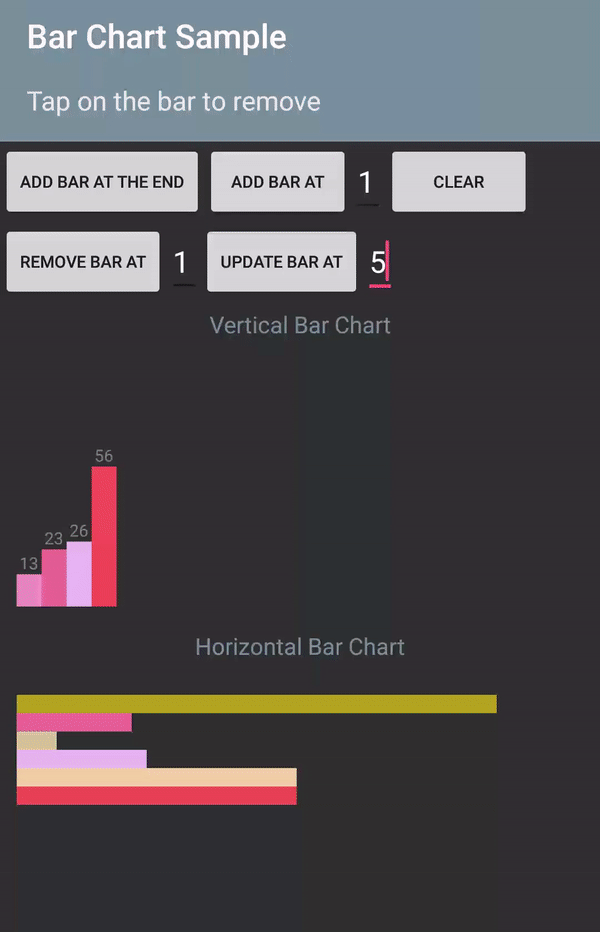 Bar Chart Sample
Tap on the bar to remove
ADD BAR AT THE END ADD BAR AT 1 CLEAR
REMOVE BAR AT 1 UPDATE BAR AT 5
Vertical Bar Chart
56
26
23
13
Horizontal Bar Chart